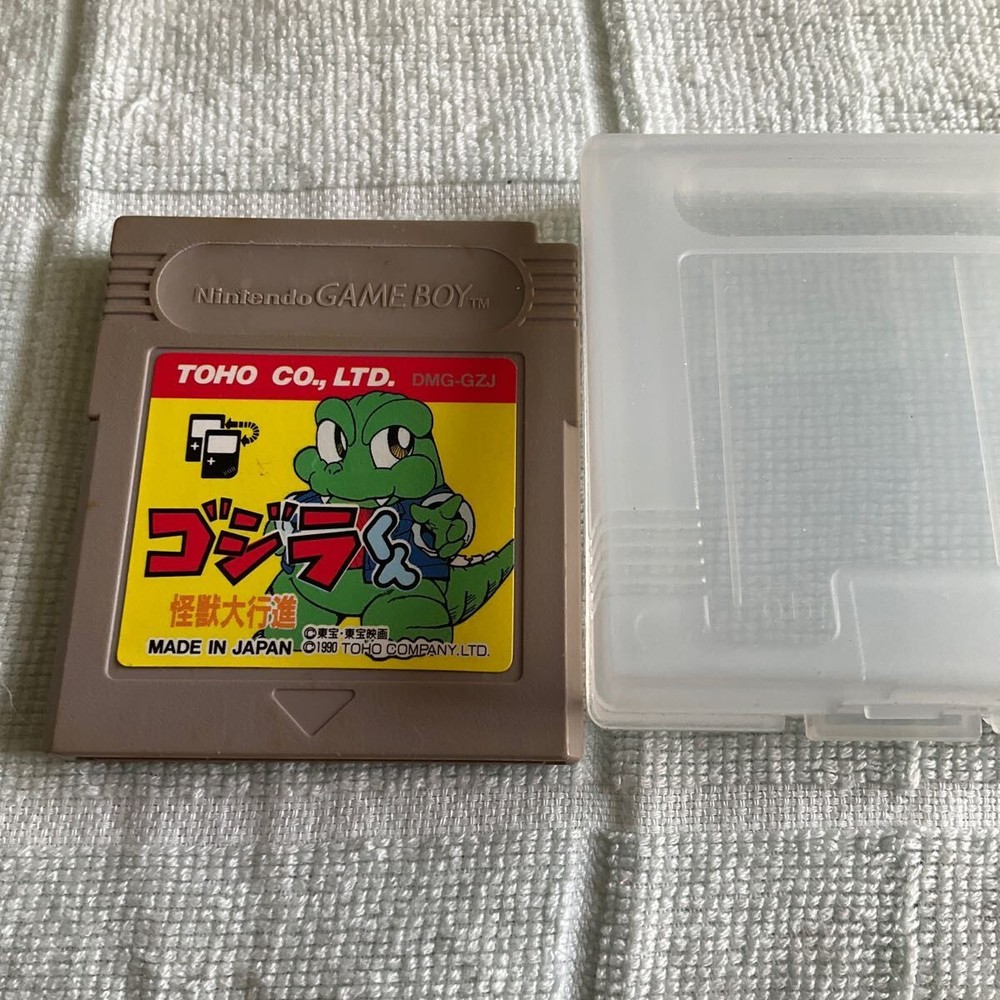 Nintendo GAME BOY TM
TOHO CO., LTD. DMG-GZJ
ゴジラくん
怪獣大行進
©東宝・東宝映画
MADE IN JAPAN ©1990 TOHO COMPANY.LTD.